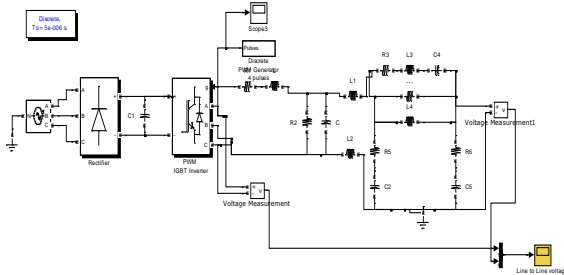 Discrete,
Ts = 5e-006 s.
Scope3
Pulses
Discrete
PWM Generator
4 pulses
R3 L3 C4
...
L1
L4
N A B C
A B C + -
C1
+ - g A B C
R2 C
L2
R5 R6
C2 C5
+ - v
Voltage Measurement1
Rectifier
PWM
IGBT Inverter
+ - v
Voltage Measurement
Line to Line voltag